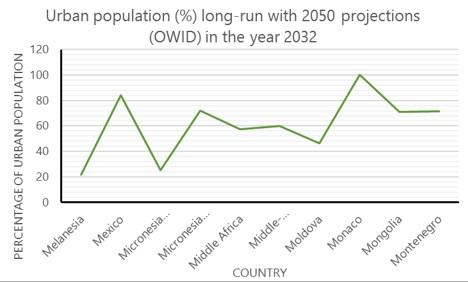 Urban population (%) long-run with 2050 projections
(OWID) in the year 2032
PERCENTAGE OF URBAN POPULATION
120
100
80
60
40
20
0
Melanesia
Mexico
Micronesia...
Micronesia...
Middle Africa
Middle-...
Moldova
Monaco
Mongolia
Montenegro
COUNTRY